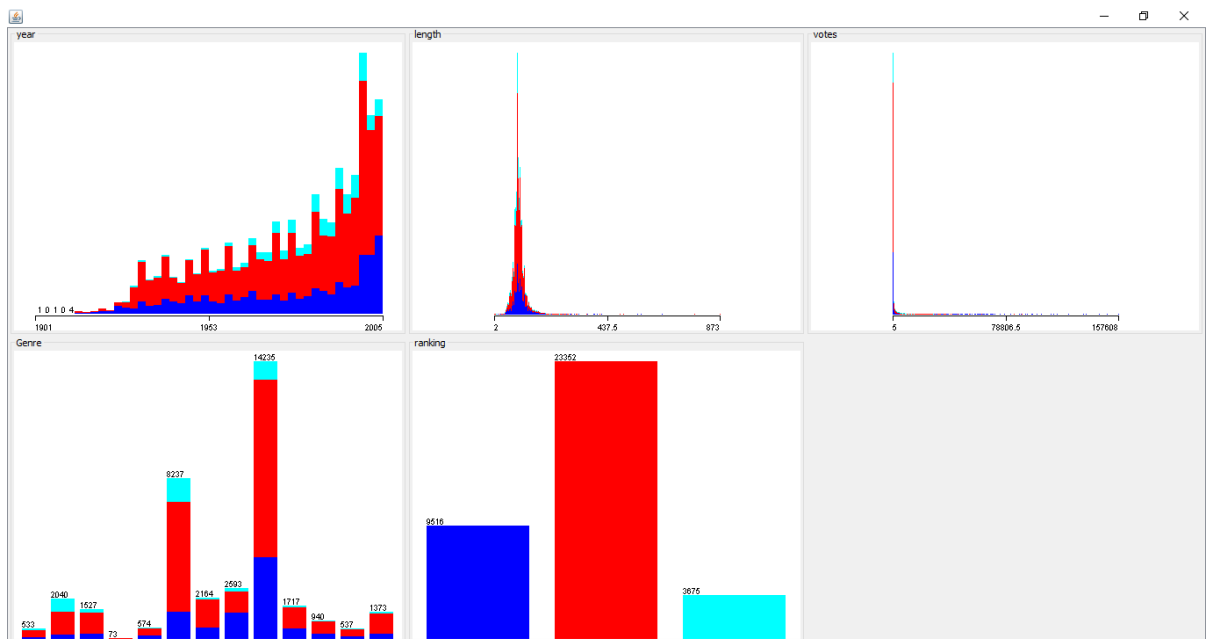 year
1 0 1 0 4
1901 1953 2005
length
2 437.5 873
votes
5 78806.5 157608
Genre
533 2040 1527 73 574 8237 2164 2593 14235 1717 940 537 1373
ranking
9516 23352 3675